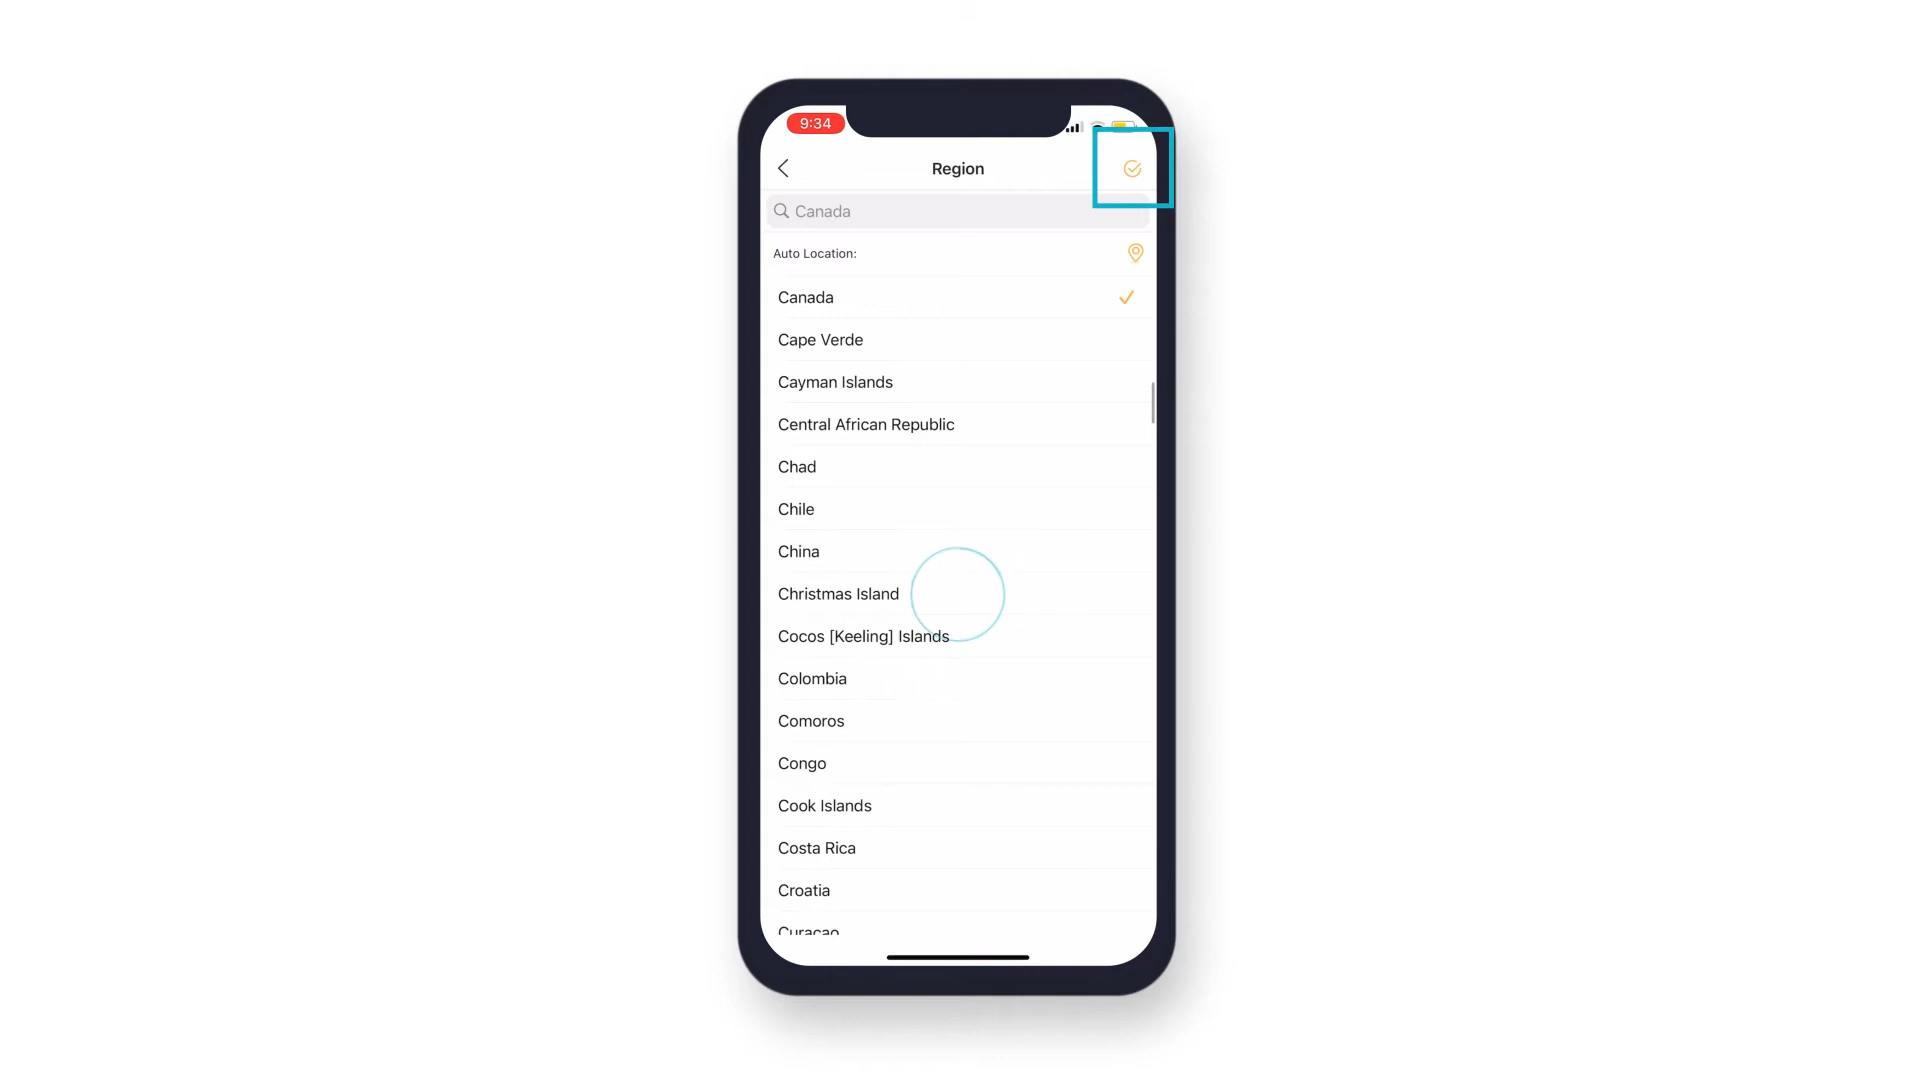 9:34
Region
Canada
Auto Location:
Canada
Cape Verde
Cayman Islands
Central African Republic
Chad
Chile
China
Christmas Island
Cocos [Keeling] Islands
Colombia
Comoros
Congo
Cook Islands
Costa Rica
Croatia
Curacao